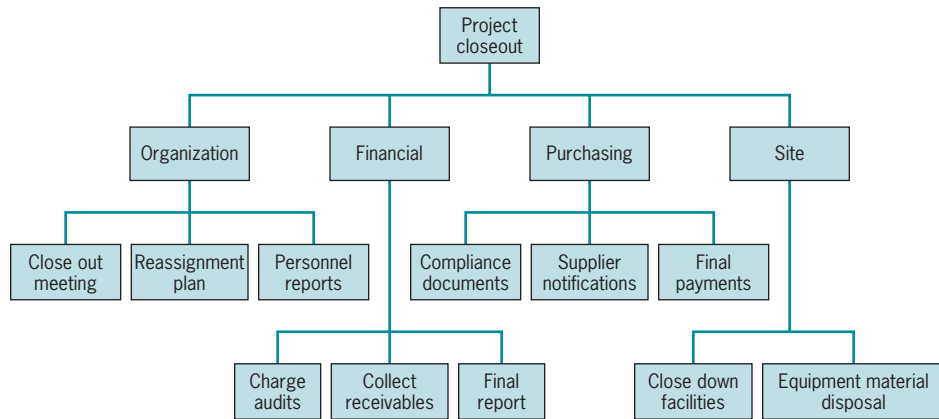 Project
closeout
Organization
Financial
Purchasing
Site
Close out
meeting
Reassignment
plan
Personnel
reports
Compliance
documents
Supplier
notifications
Final
payments
Charge
audits
Collect
receivables
Final
report
Close down
facilities
Equipment material
disposal